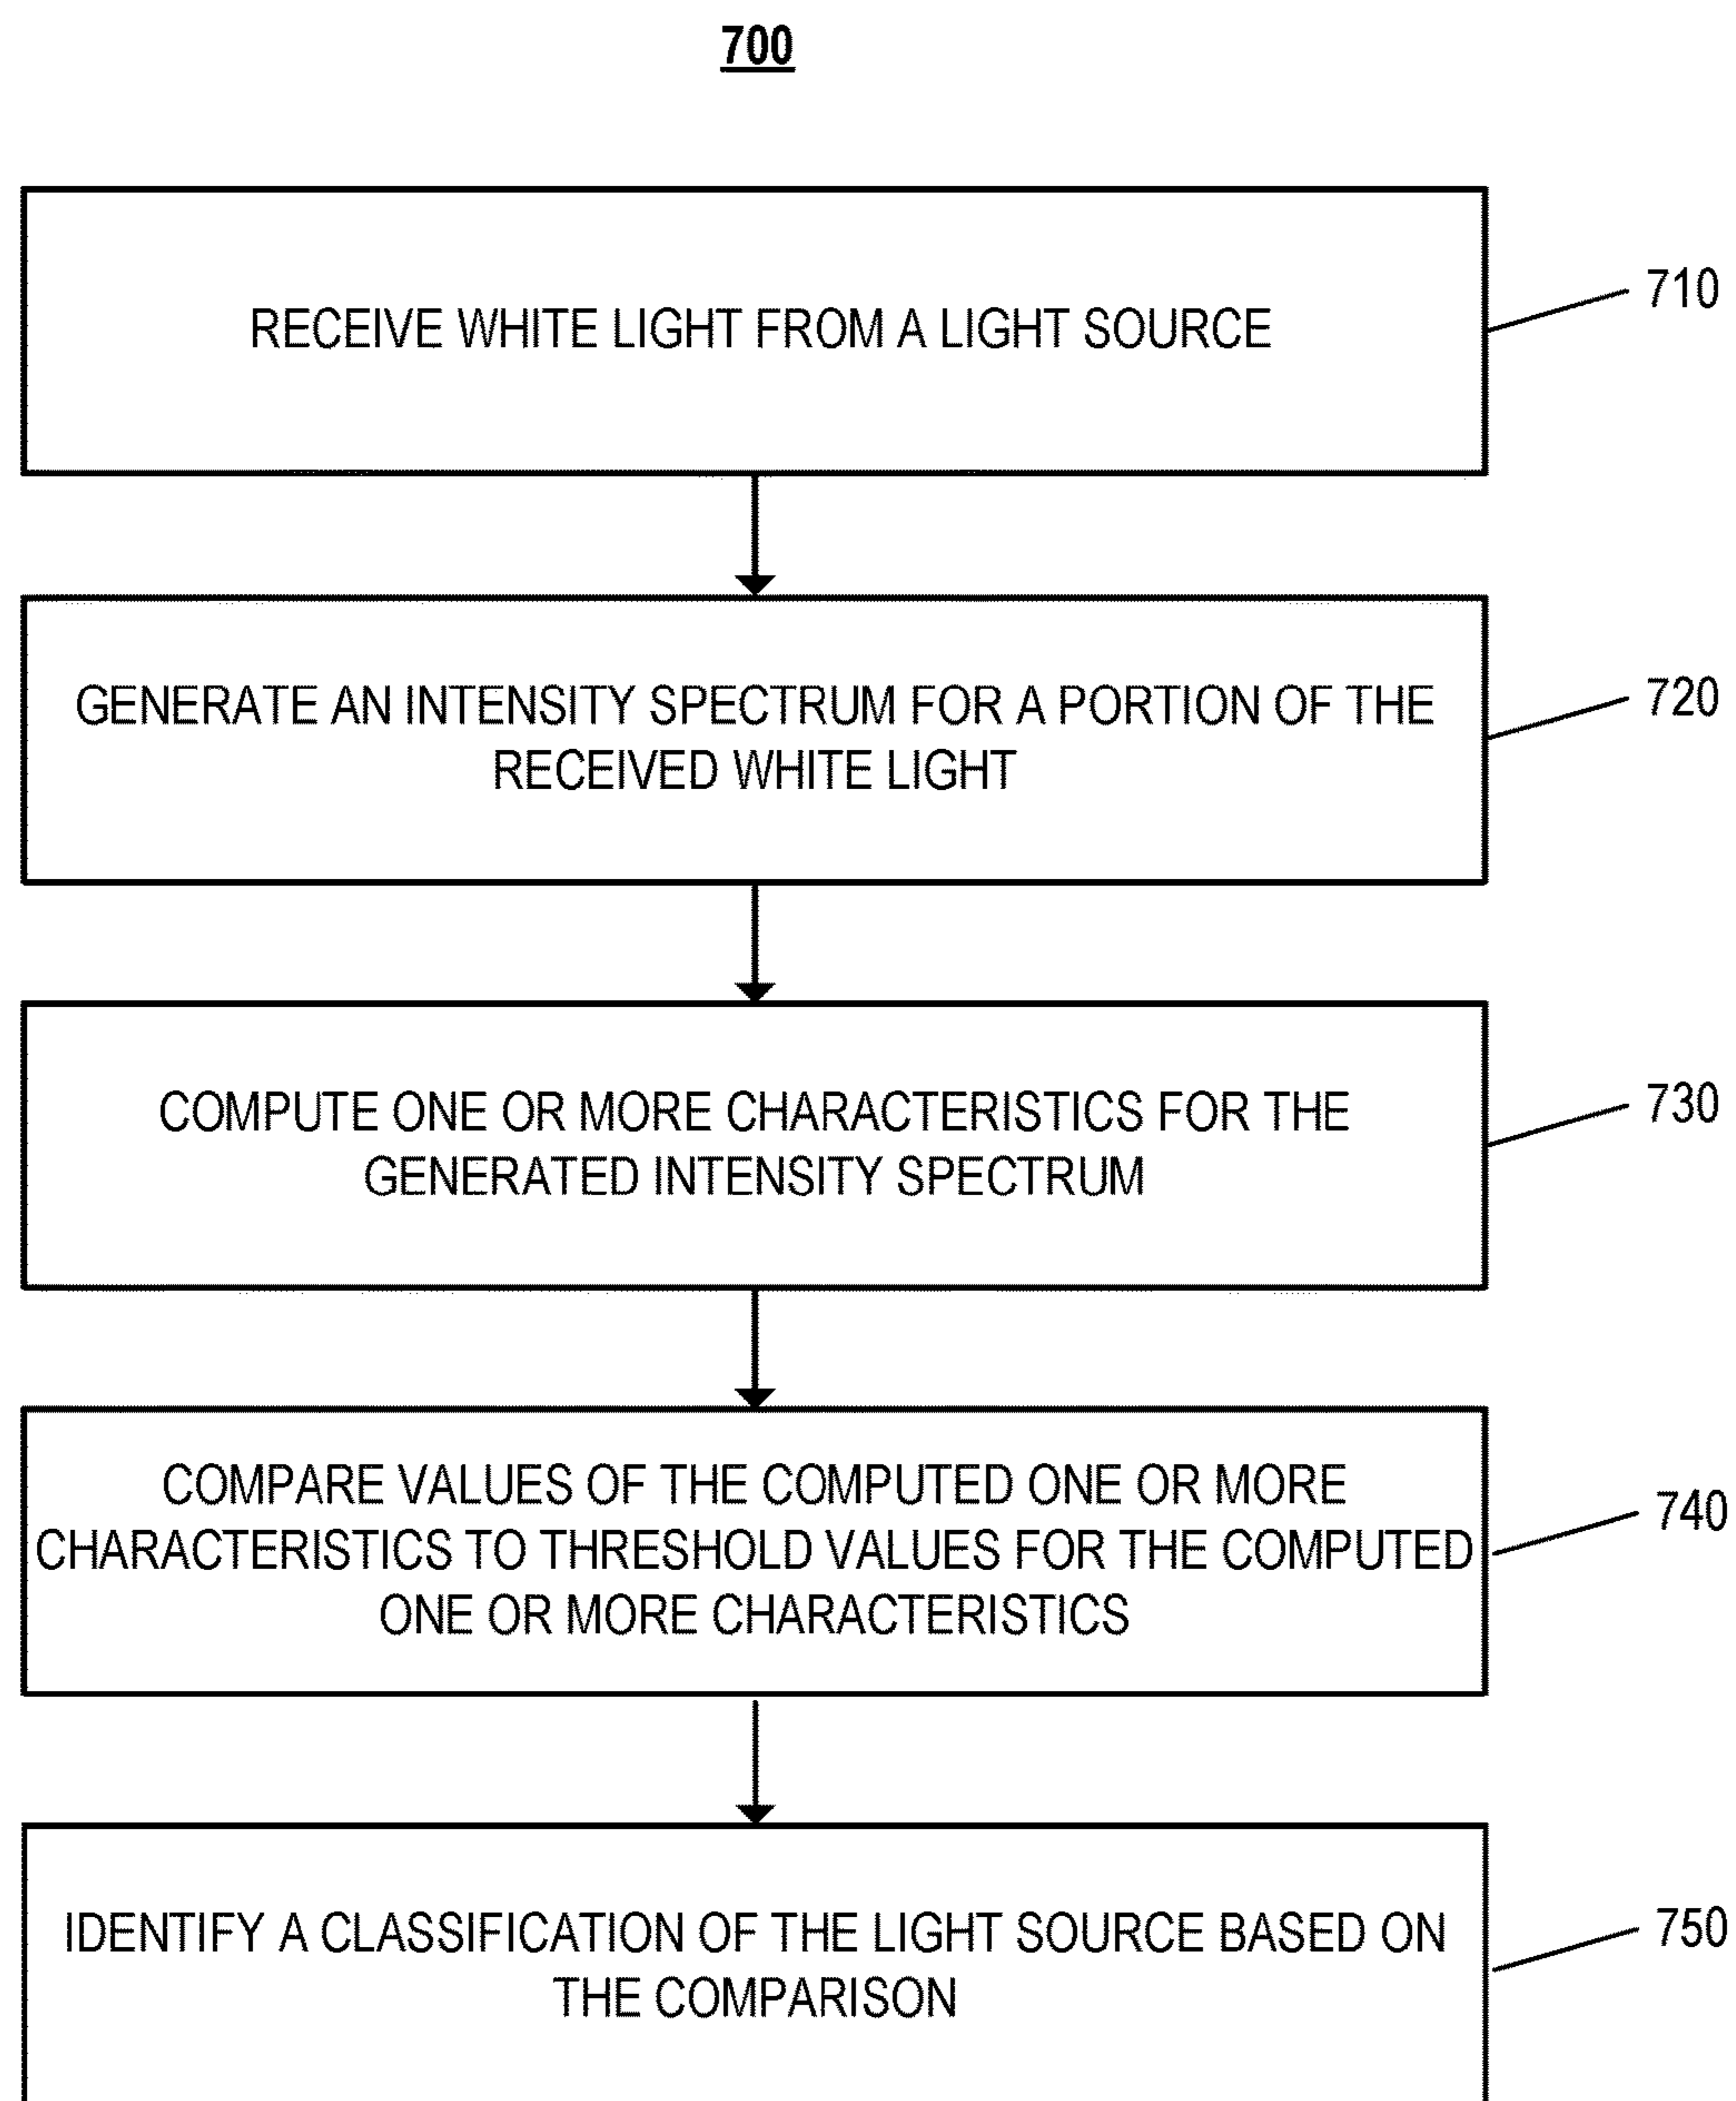 700
RECEIVE WHITE LIGHT FROM A LIGHT SOURCE
710
GENERATE AN INTENSITY SPECTRUM FOR A PORTION OF THE
RECEIVED WHITE LIGHT
720
COMPUTE ONE OR MORE CHARACTERISTICS FOR THE
GENERATED INTENSITY SPECTRUM
730
COMPARE VALUES OF THE COMPUTED ONE OR MORE
CHARACTERISTICS TO THRESHOLD VALUES FOR THE COMPUTED
ONE OR MORE CHARACTERISTICS
740
IDENTIFY A CLASSIFICATION OF THE LIGHT SOURCE BASED ON
THE COMPARISON
750